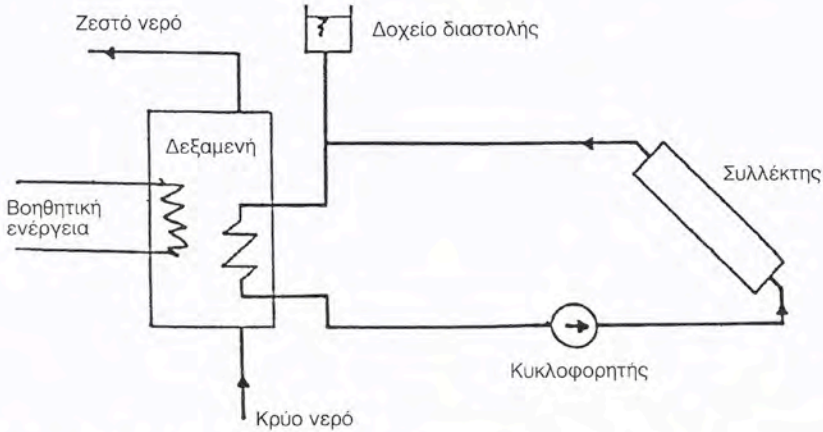 Ζεστό νερό
Δοχείο διαστολής
Δεξαμενή
Συλλέκτης
Βοηθητική
ενέργεια
Κυκλοφορητής
Κρύο νερό